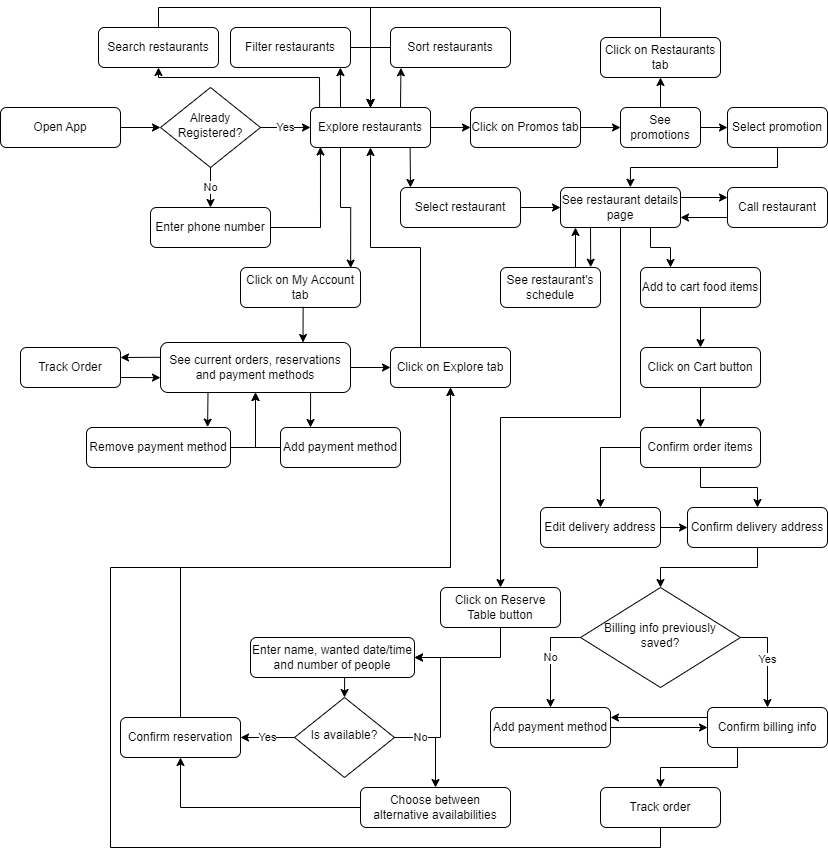 Search restaurants
Filter restaurants
Sort restaurants
Click on Restaurants
tab
Open App
Already
Registered?
Yes
Explore restaurants
Click on Promos tab
See
promotions
Select promotion
No
Enter phone number
Select restaurant
See restaurant details
page
Call restaurant
Click on My Account
tab
See restaurant's
schedule
Add to cart food items
Track Order
See current orders, reservations
and payment methods
Click on Explore tab
Click on Cart button
Remove payment method
Add payment method
Confirm order items
Edit delivery address
Confirm delivery address
Click on Reserve
Table button
Billing info previously
saved?
Enter name, wanted date/time
and number of people
No
Yes
Confirm reservation
Yes
Is available?
No
Add payment method
Confirm billing info
Choose between
alternative availabilities
Track order